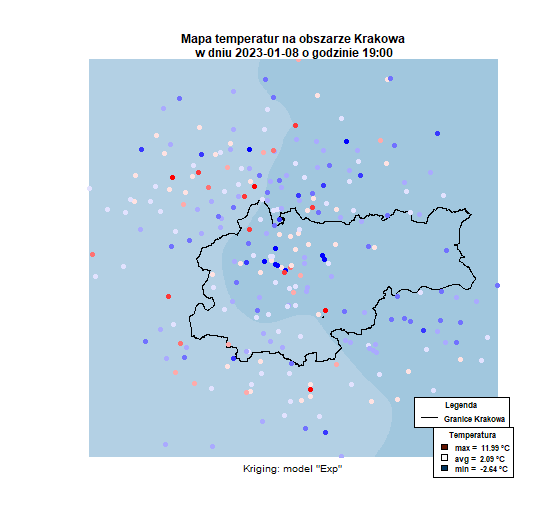 Mapa temperatur na obszarze Krakowa
w dniu 2023-01-08 o godzinie 19:00
Legenda
Granice Krakowa
Temperatura
max = 11.99 °C
avg = 2.09 °C
min = -2.64 °C
Kriging: model "Exp"